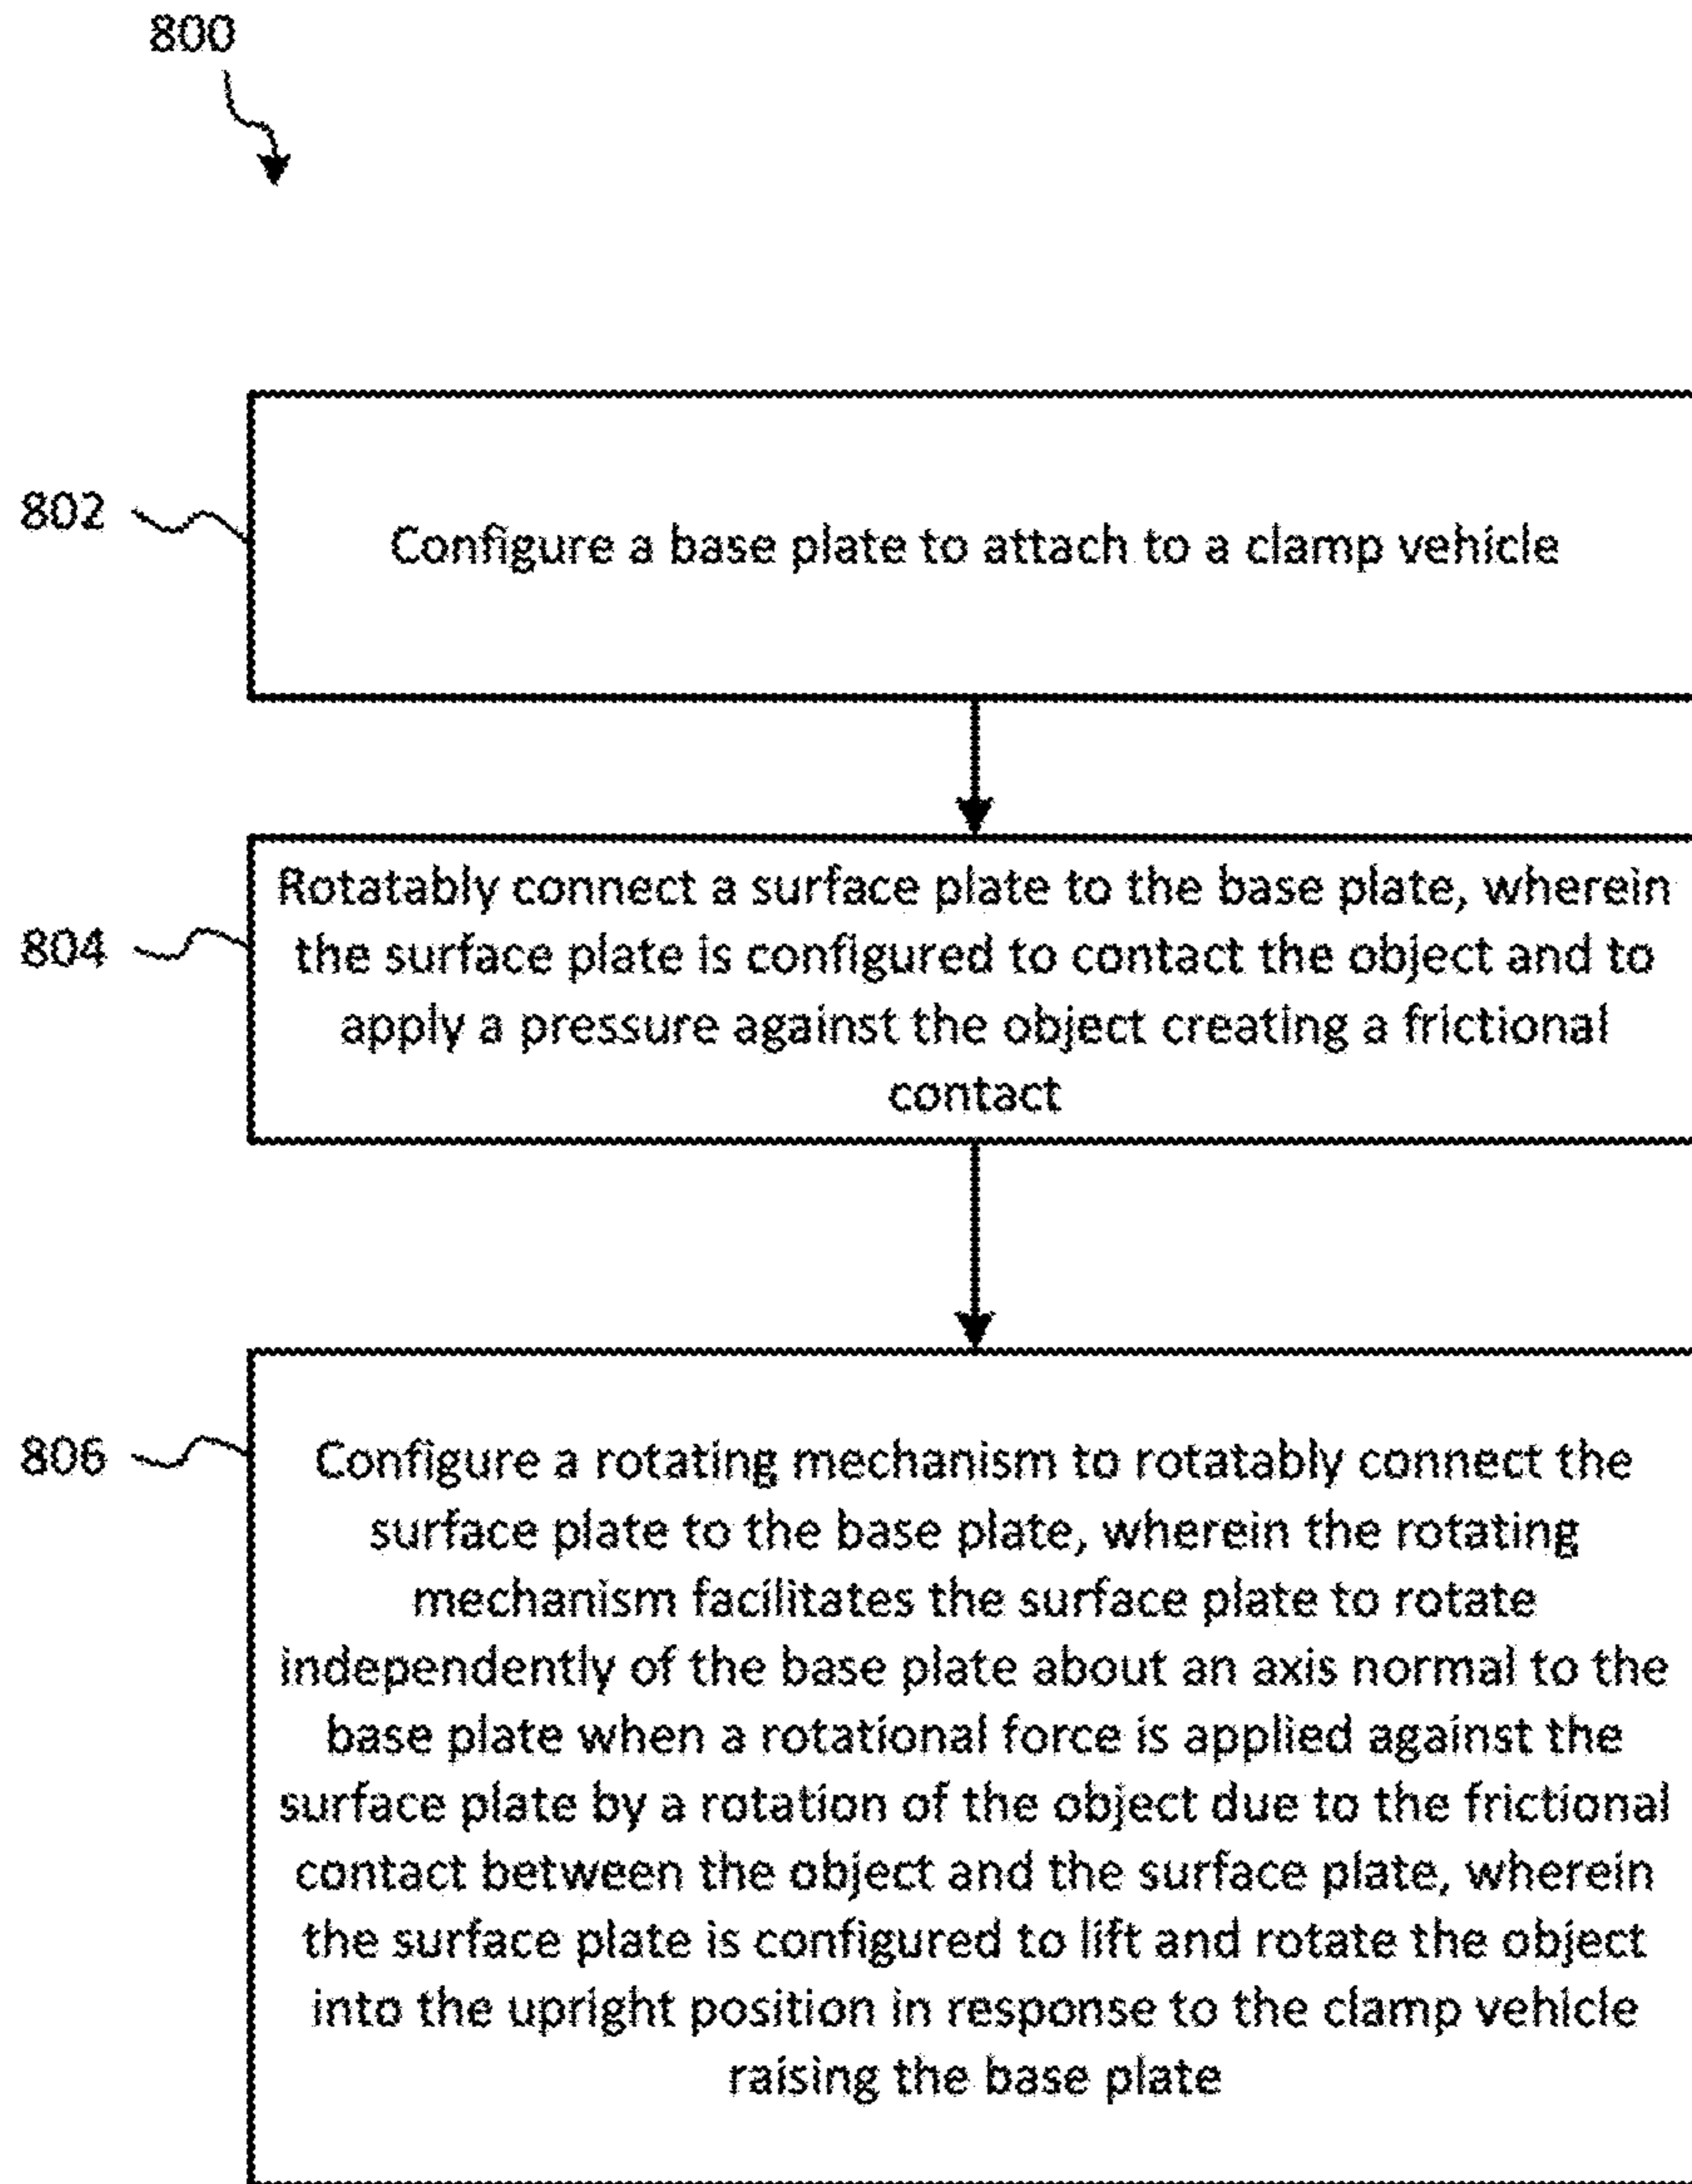 800
802
Configure a base plate to attach to a clamp vehicle
804
Rotatably connect a surface plate to the base plate, wherein
the surface plate is configured to contact the object and to
apply a pressure against the object creating a frictional
contact
806
Configure a rotating mechanism to rotatably connect the
surface plate to the base plate, wherein the rotating
mechanism facilitates the surface plate to rotate
independently of the base plate about an axis normal to the
base plate when a rotational force is applied against the
surface plate by a rotation of the object due to the frictional
contact between the object and the surface plate, wherein
the surface plate is configured to lift and rotate the object
into the upright position in response to the clamp vehicle
raising the base plate